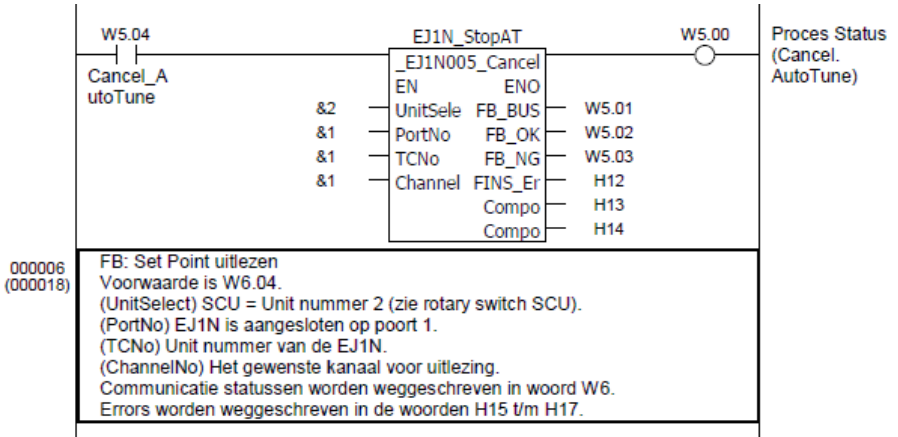 W5.04 EJ1N_StopAT W5.00 Proces Status
Cancel_A _EJ1N005_Cancel (Cancel.
utoTune EN ENO AutoTune)
&2 UnitSele FB_BUS W5.01
&1 PortNo FB_OK W5.02
&1 TCNo FB_NG W5.03
&1 Channel FINS_Er H12
Compo H13
Compo H14
000006 FB: Set Point uitlezen
(000018) Voorwaarde is W6.04.
(UnitSelect) SCU = Unit nummer 2 (zie rotary switch SCU).
(PortNo) EJ1N is aangesloten op poort 1.
(TCNo) Unit nummer van de EJ1N.
(ChannelNo) Het gewenste kanaal voor uitlezing.
Communicatie statussen worden weggeschreven in woord W6.
Errors worden weggeschreven in de woorden H15 t/m H17.